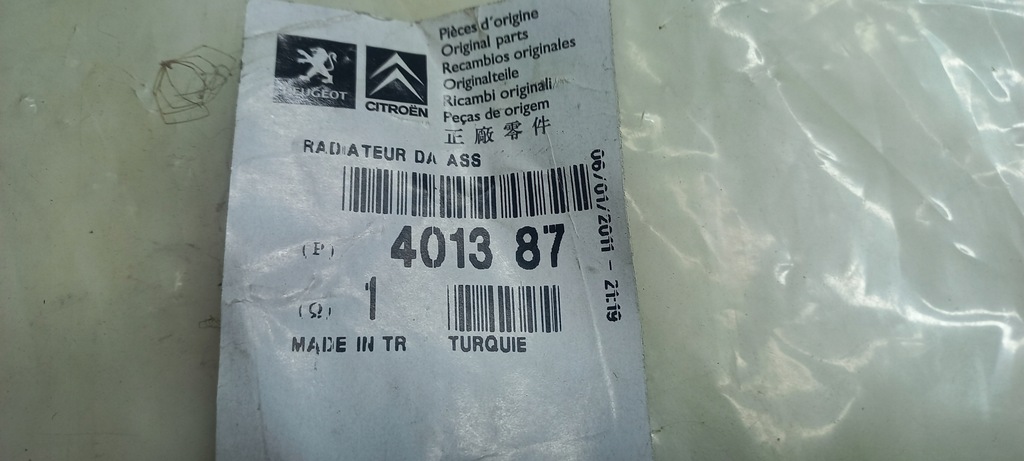 PEUGEOT
CITROËN
Pièces d'origine
Original parts
Recambios originales
Originalteile
Ricambi originali
Peças de origem
正廠零件
RADIATEUR DA ASS
(P) 4013 87
(Q) 1
MADE IN TR TURQUIE
06/01/2011 - 21:19